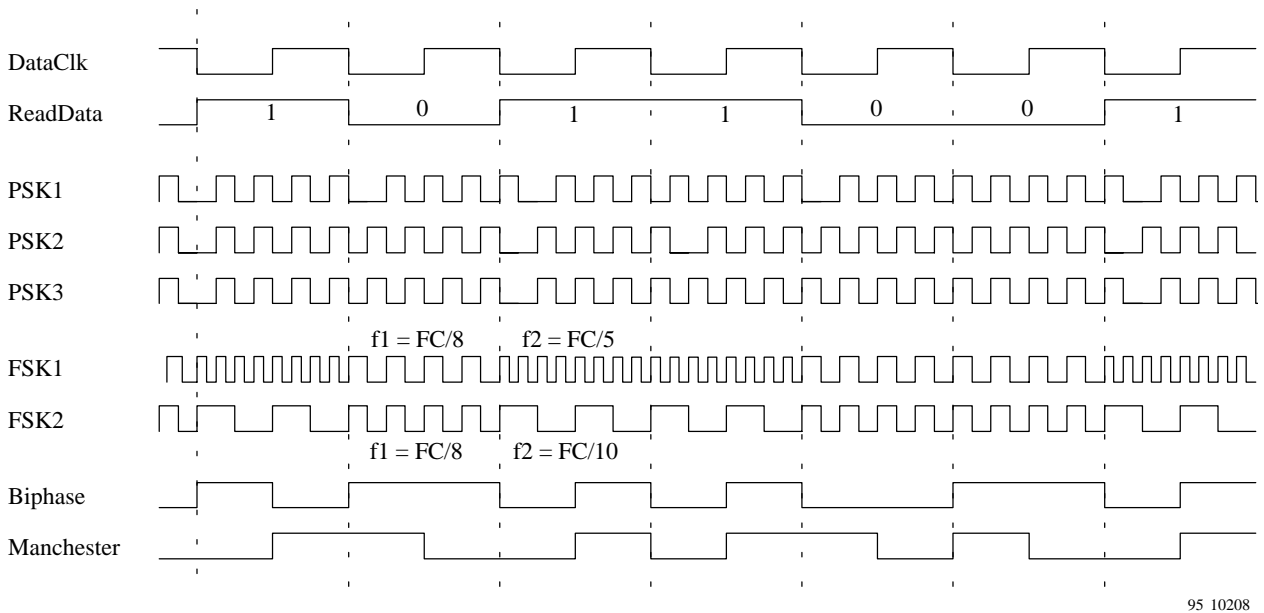 DataClk
ReadData
1 0 1 1 0 0 1
PSK1
PSK2
PSK3
f1 = FC/8 f2 = FC/5
FSK1
FSK2
f1 = FC/8 f2 = FC/10
Biphase
Manchester
95 10208